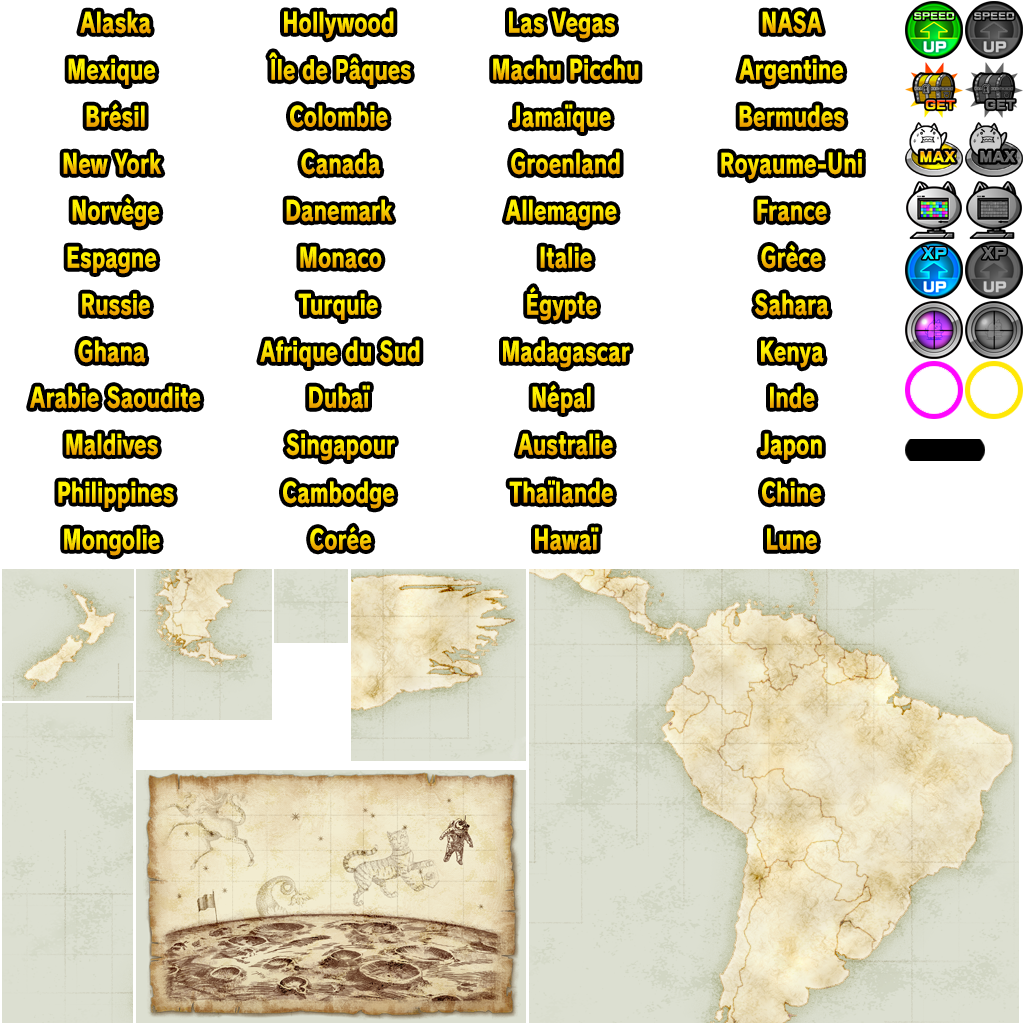 Alaska Hollywood Las Vegas NASA SPEED UP SPEED UP
Mexique Île de Pâques Machu Picchu Argentine GET GET
Brésil Colombie Jamaïque Bermudes MAX MAX
New York Canada Groenland Royaume-Uni
Norvège Danemark Allemagne France
Espagne Monaco Italie Grèce XP UP XP UP
Russie Turquie Égypte Sahara
Ghana Afrique du Sud Madagascar Kenya
Arabie Saoudite Dubaï Népal Inde
Maldives Singapour Australie Japon
Philippines Cambodge Thaïlande Chine
Mongolie Corée Hawaï Lune